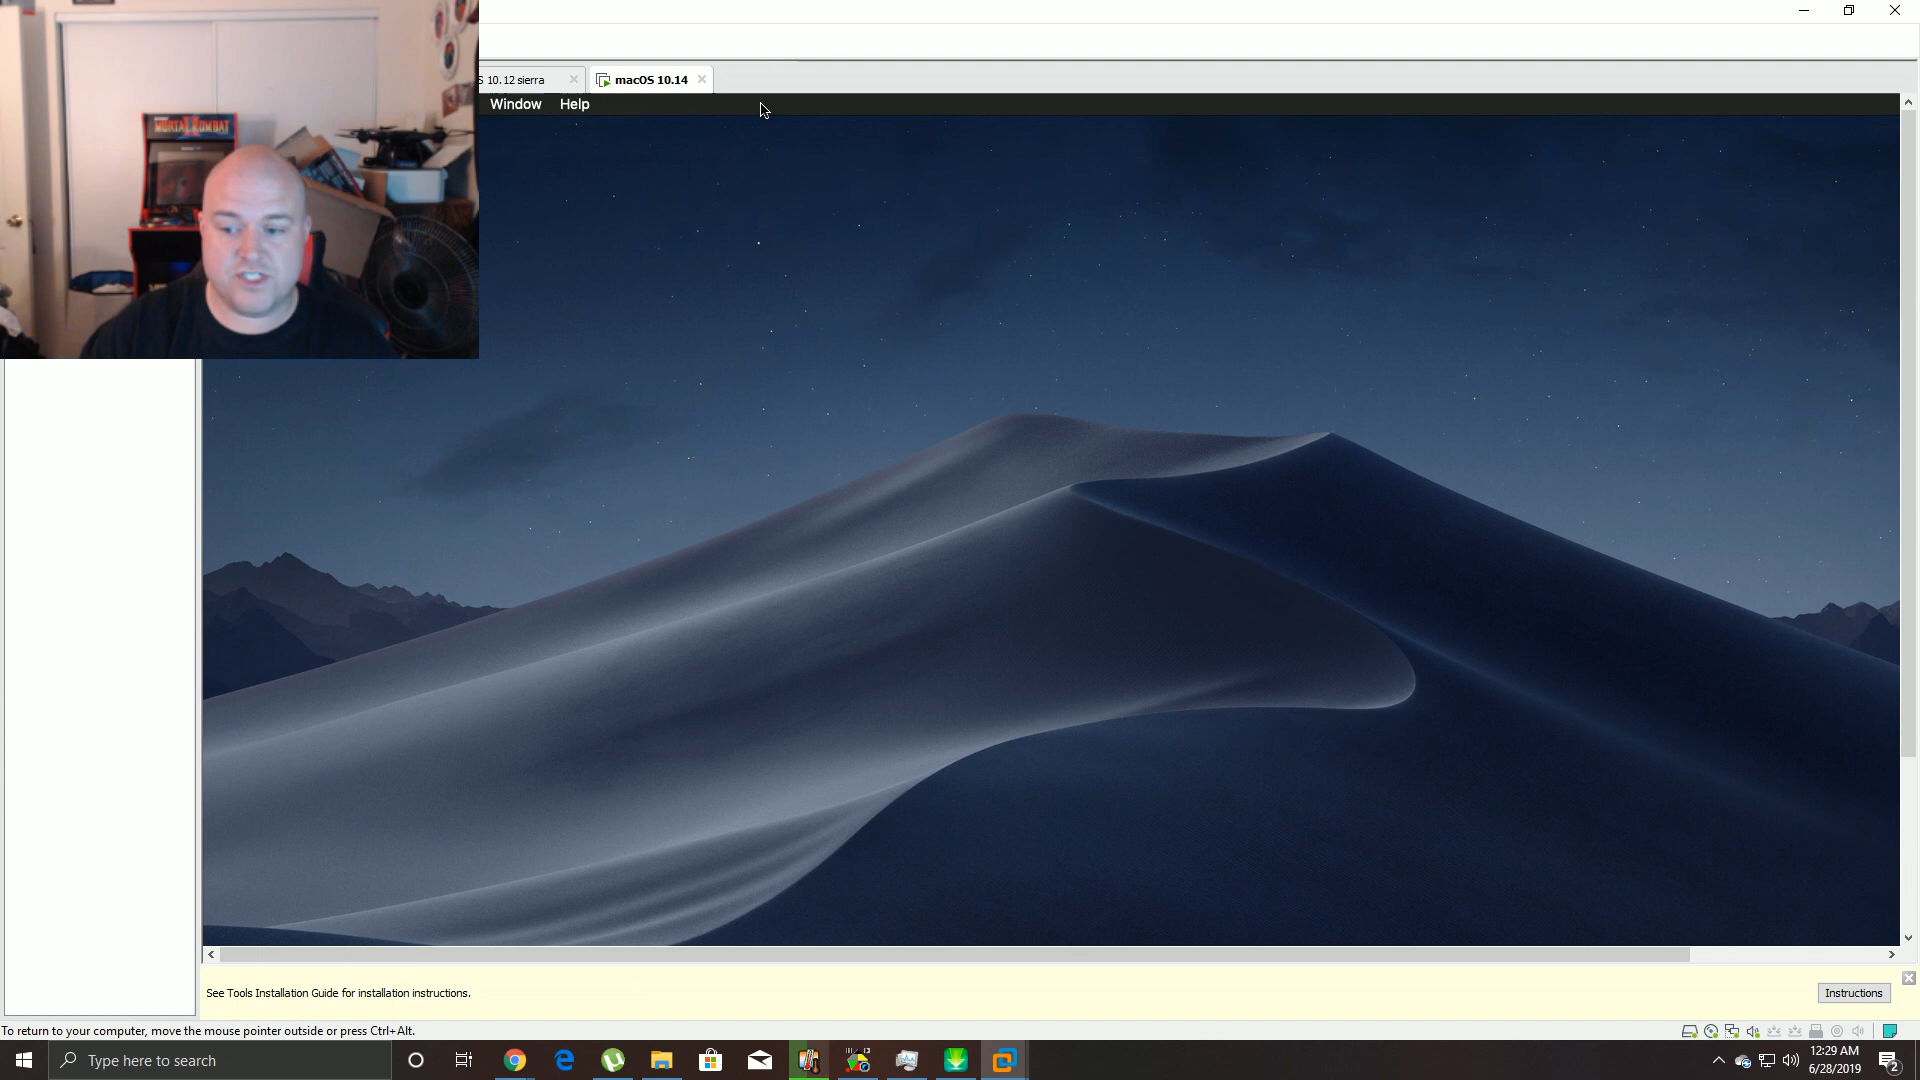 MORTAL KOMBAT
S 10.12 sierra
macOS 10.14
Window Help
See Tools Installation Guide for installation instructions.
Instructions
To return to your computer, move the mouse pointer outside or press Ctrl+Alt.
Type here to search
12:29 AM
6/28/2019
2